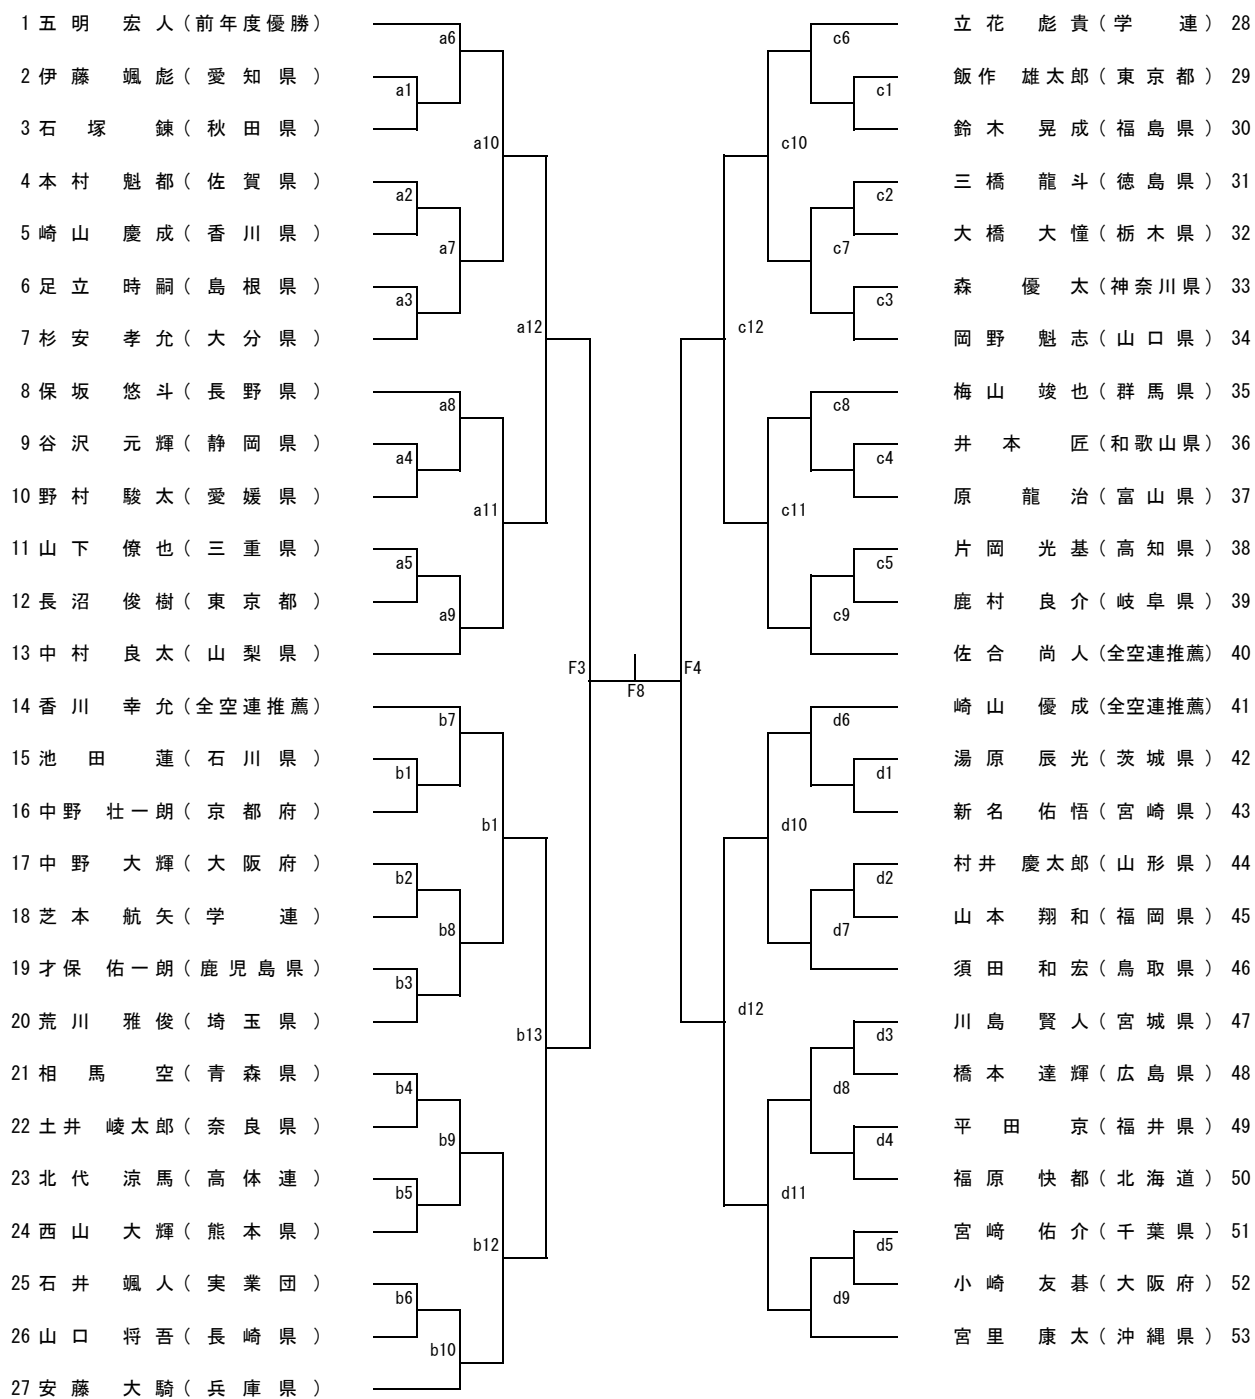 1 五明 宏人（前年度優勝）
2 伊藤 颯彪（愛知県）
3 石塚 錬（秋田県）
4 本村 魁都（佐賀県）
5 崎山 慶成（香川県）
6 足立 時嗣（島根県）
7 杉安 孝允（大分県）
8 保坂 悠斗（長野県）
9 谷沢 元輝（静岡県）
10 野村 駿太（愛媛県）
11 山下 僚也（三重県）
12 長沼 俊樹（東京都）
13 中村 良太（山梨県）
14 香川 幸允（全空連推薦）
15 池田 蓮（石川県）
16 中野 壮一朗（京都府）
17 中野 大輝（大阪府）
18 芝本 航矢（学連）
19 才保 佑一朗（鹿児島県）
20 荒川 雅俊（埼玉県）
21 相馬 空（青森県）
22 土井 崚太郎（奈良県）
23 北代 涼馬（高体連）
24 西山 大輝（熊本県）
25 石井 颯人（実業団）
26 山口 将吾（長崎県）
27 安藤 大騎（兵庫県）
a6
a1
a10
a2
a7
a3
a12
a8
a4
a11
a5
a9
F3
b7
b1
b1
b2
b8
b3
b13
b4
b9
b5
b12
b6
b10
F8
F4
c6
c1
c10
c2
c7
c3
c12
c8
c4
c11
c5
c9
d6
d1
d10
d2
d7
d12
d3
d8
d4
d11
d5
d9
立花 彪貴（学連） 28
飯作 雄太郎（東京都） 29
鈴木 晃成（福島県） 30
三橋 龍斗（徳島県） 31
大橋 大憧（栃木県） 32
森 優太（神奈川県） 33
岡野 魁志（山口県） 34
梅山 竣也（群馬県） 35
井本 匠（和歌山県） 36
原 龍治（富山県） 37
片岡 光基（高知県） 38
鹿村 良介（岐阜県） 39
佐合 尚人（全空連推薦） 40
崎山 優成（全空連推薦） 41
湯原 辰光（茨城県） 42
新名 佑悟（宮崎県） 43
村井 慶太郎（山形県） 44
山本 翔和（福岡県） 45
須田 和宏（鳥取県） 46
川島 賢人（宮城県） 47
橋本 達輝（広島県） 48
平田 京（福井県） 49
福原 快都（北海道） 50
宮﨑 佑介（千葉県） 51
小崎 友碁（大阪府） 52
宮里 康太（沖縄県） 53